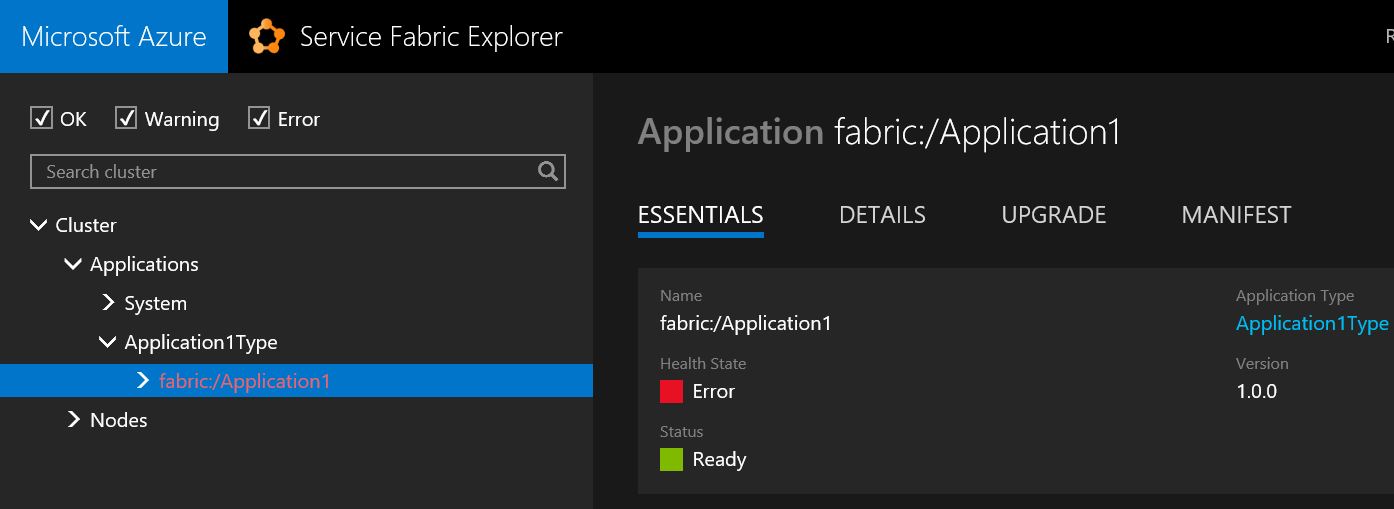 Microsoft Azure
Service Fabric Explorer
OK
Warning
Error
Search cluster
Cluster
Applications
System
Application1Type
fabric:/Application1
Nodes
Application fabric:/Application1
ESSENTIALS
DETAILS
UPGRADE
MANIFEST
Name
fabric:/Application1
Application Type
Application1Type
Health State
Error
Version
1.0.0
Status
Ready